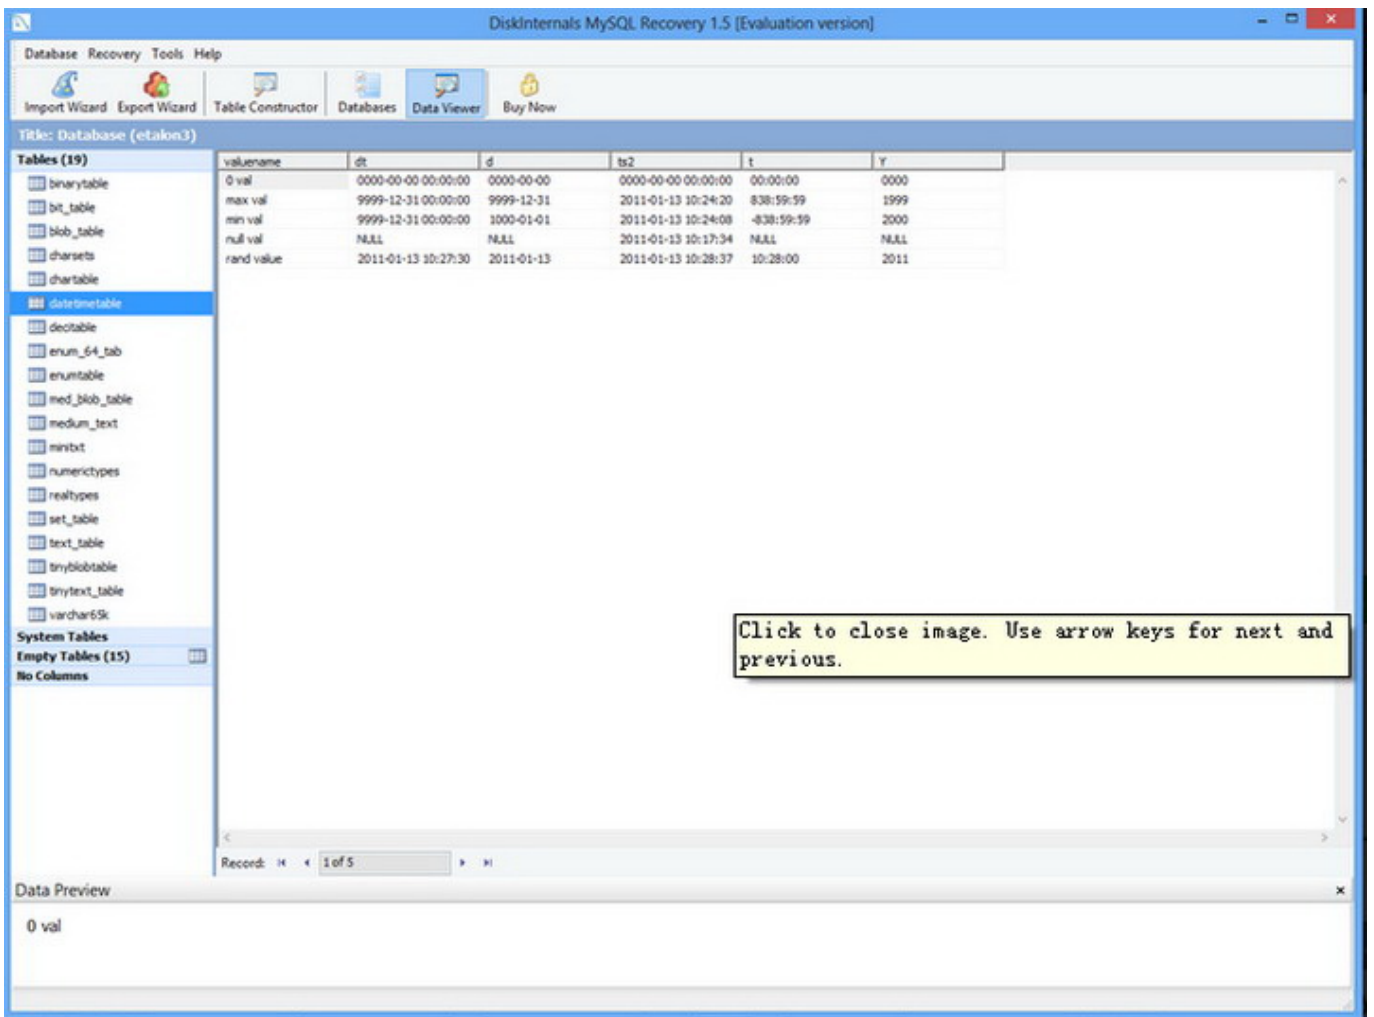 DiskInternals MySQL Recovery 1.5 [Evaluation version]
Database Recovery Tools Help
Import Wizard Export Wizard Table Constructor Databases Data Viewer Buy Now
Title: Database (etalon3)
Tables (19)
binarytable
bit_table
blob_table
charsets
chartable
datetimetable
decitable
enum_64_tab
enumtable
med_blob_table
medium_text
minitxt
numerictypes
realtypes
set_table
text_table
tinyblobtable
tinytext_table
varchar65k
System Tables
Empty Tables (15)
No Columns
valuename dt d ts2 t Y
0 val 0000-00-00 00:00:00 0000-00-00 0000-00-00 00:00:00 00:00:00 0000
max val 9999-12-31 00:00:00 9999-12-31 2011-01-13 10:24:20 838:59:59 1999
min val 9999-12-31 00:00:00 1000-01-01 2011-01-13 10:24:08 -838:59:59 2000
null val NULL NULL 2011-01-13 10:17:34 NULL NULL
rand value 2011-01-13 10:27:30 2011-01-13 2011-01-13 10:28:37 10:28:00 2011
Click to close image. Use arrow keys for next and
previous.
Record: 1 of 5
Data Preview
0 val